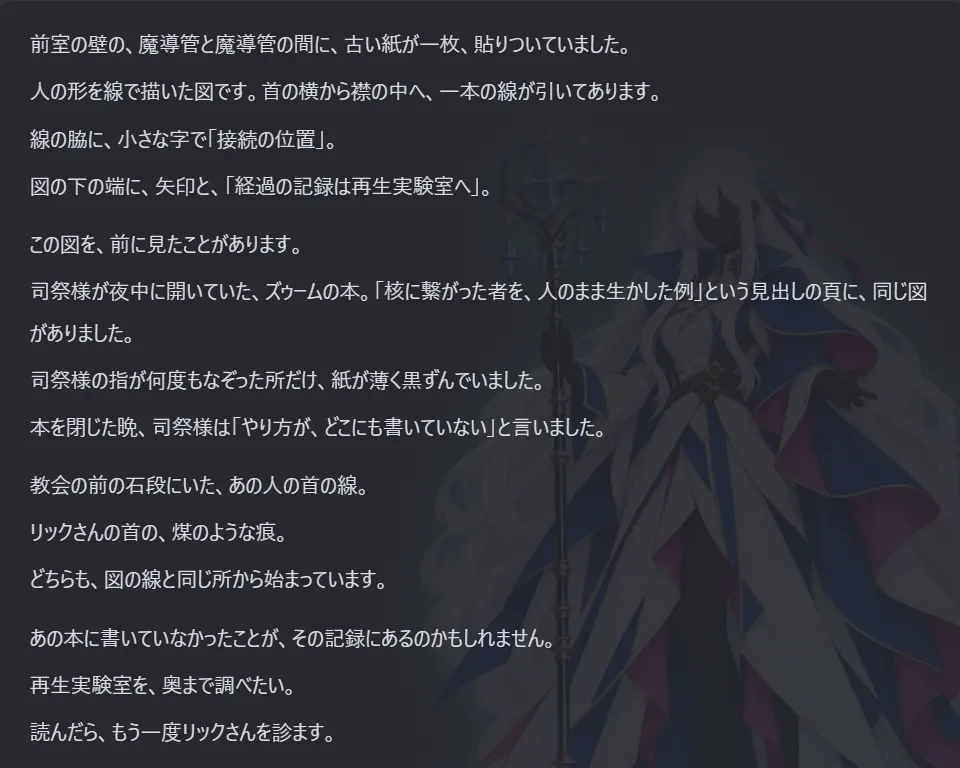 前室の壁の、魔導管と魔導管の間に、古い紙が一枚、貼りついていました。
人の形を線で描いた図です。首の横から襟の中へ、一本の線が引いてあります。
線の脇に、小さな字で「接続の位置」。
図の下の端に、矢印と、「経過の記録は再生実験室へ」。
この図を、前に見たことがあります。
司祭様が夜中に開いていた、ズゥームの本。「核に繋がった者を、人のまま生かした例」という見出しの頁に、同じ図
がありました。
司祭様の指が何度もなぞった所だけ、紙が薄く黒ずんでいました。
本を閉じた晩、司祭様は「やり方が、どこにも書いていない」と言いました。
教会の前の石段にいた、あの人の首の線。
リックさんの首の、煤のような痕。
どちらも、図の線と同じ所から始まっています。
あの本に書いていなかったことが、その記録にあるのかもしれません。
再生実験室を、奥まで調べたい。
読んだら、もう一度リックさんを診ます。